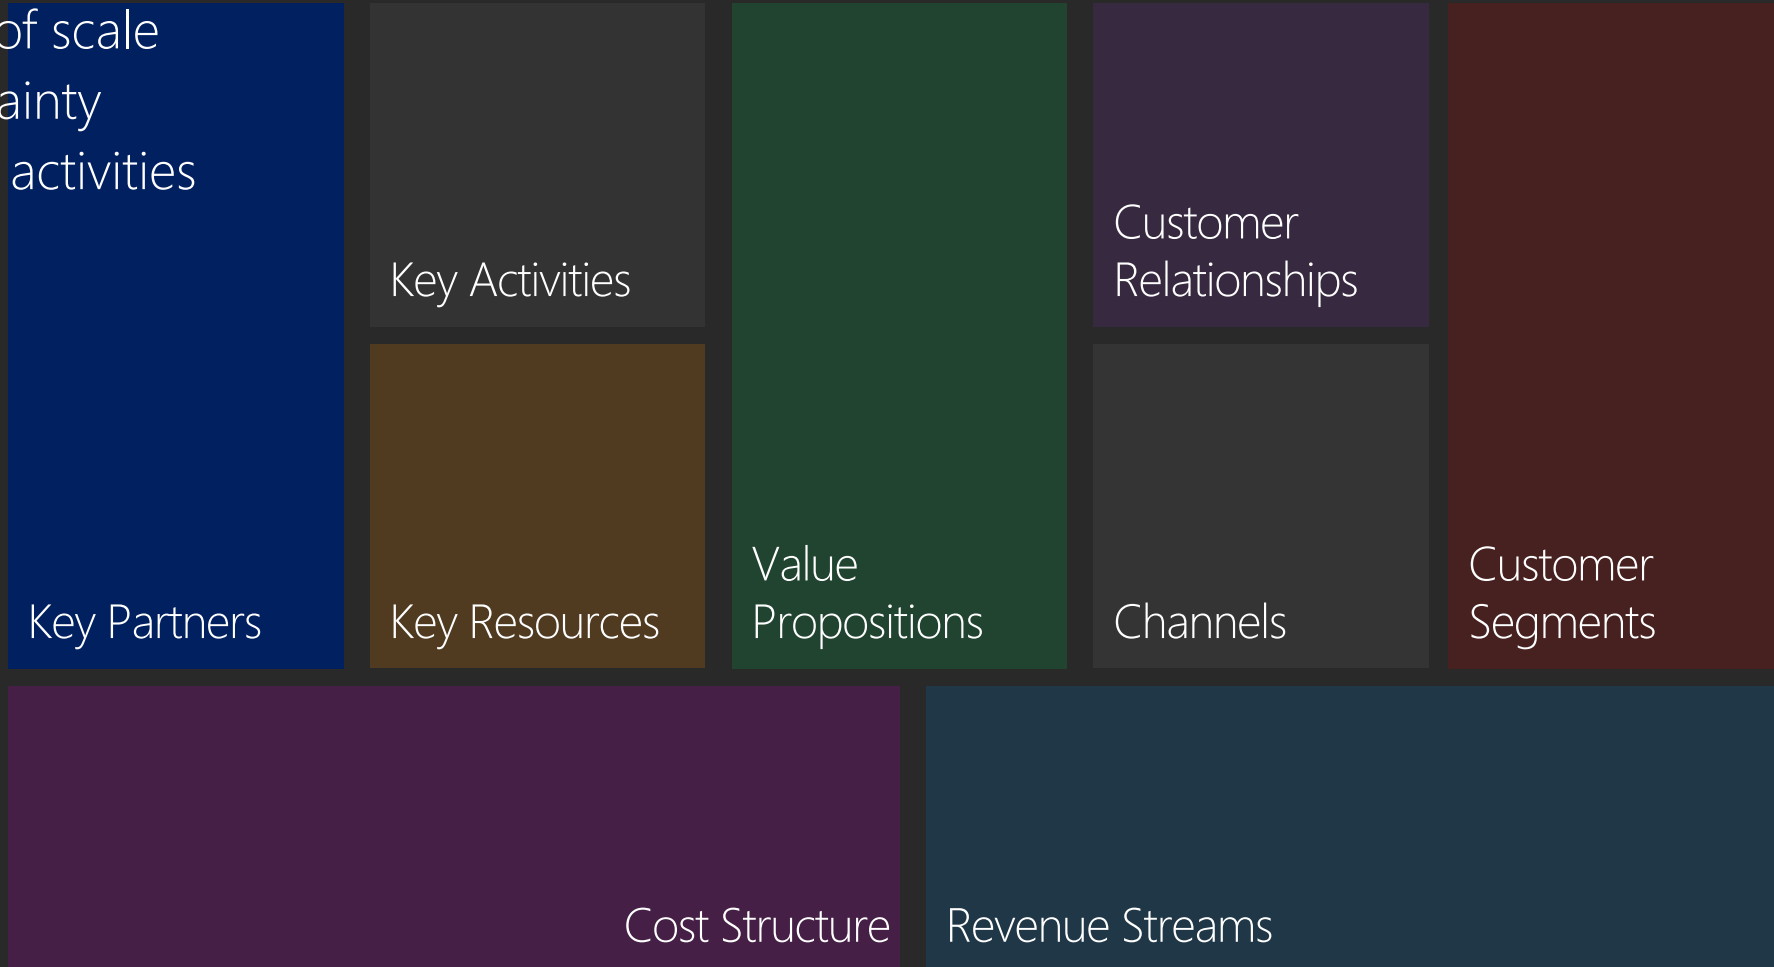 of scale
activities
Key Activities
Customer
Relationships
Key Partners
Key Resources
Value
Propositions
Channels
Customer
Segments
Cost Structure
Revenue Streams